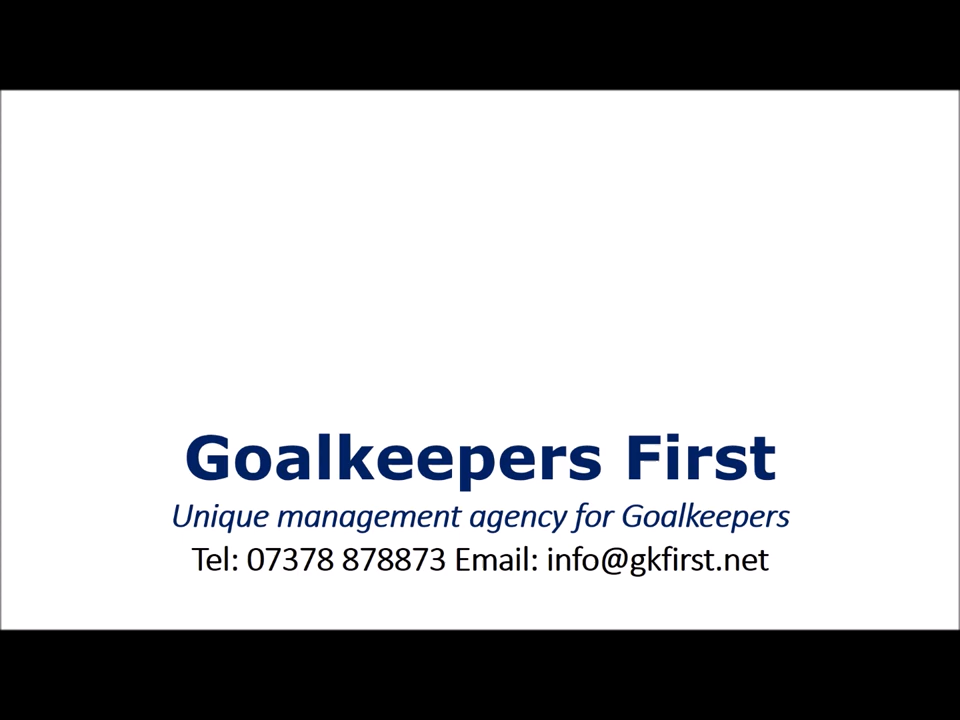 Goalkeepers First
Unique management agency for Goalkeepers
Tel: 07378 878873 Email: info@gkfirst.net